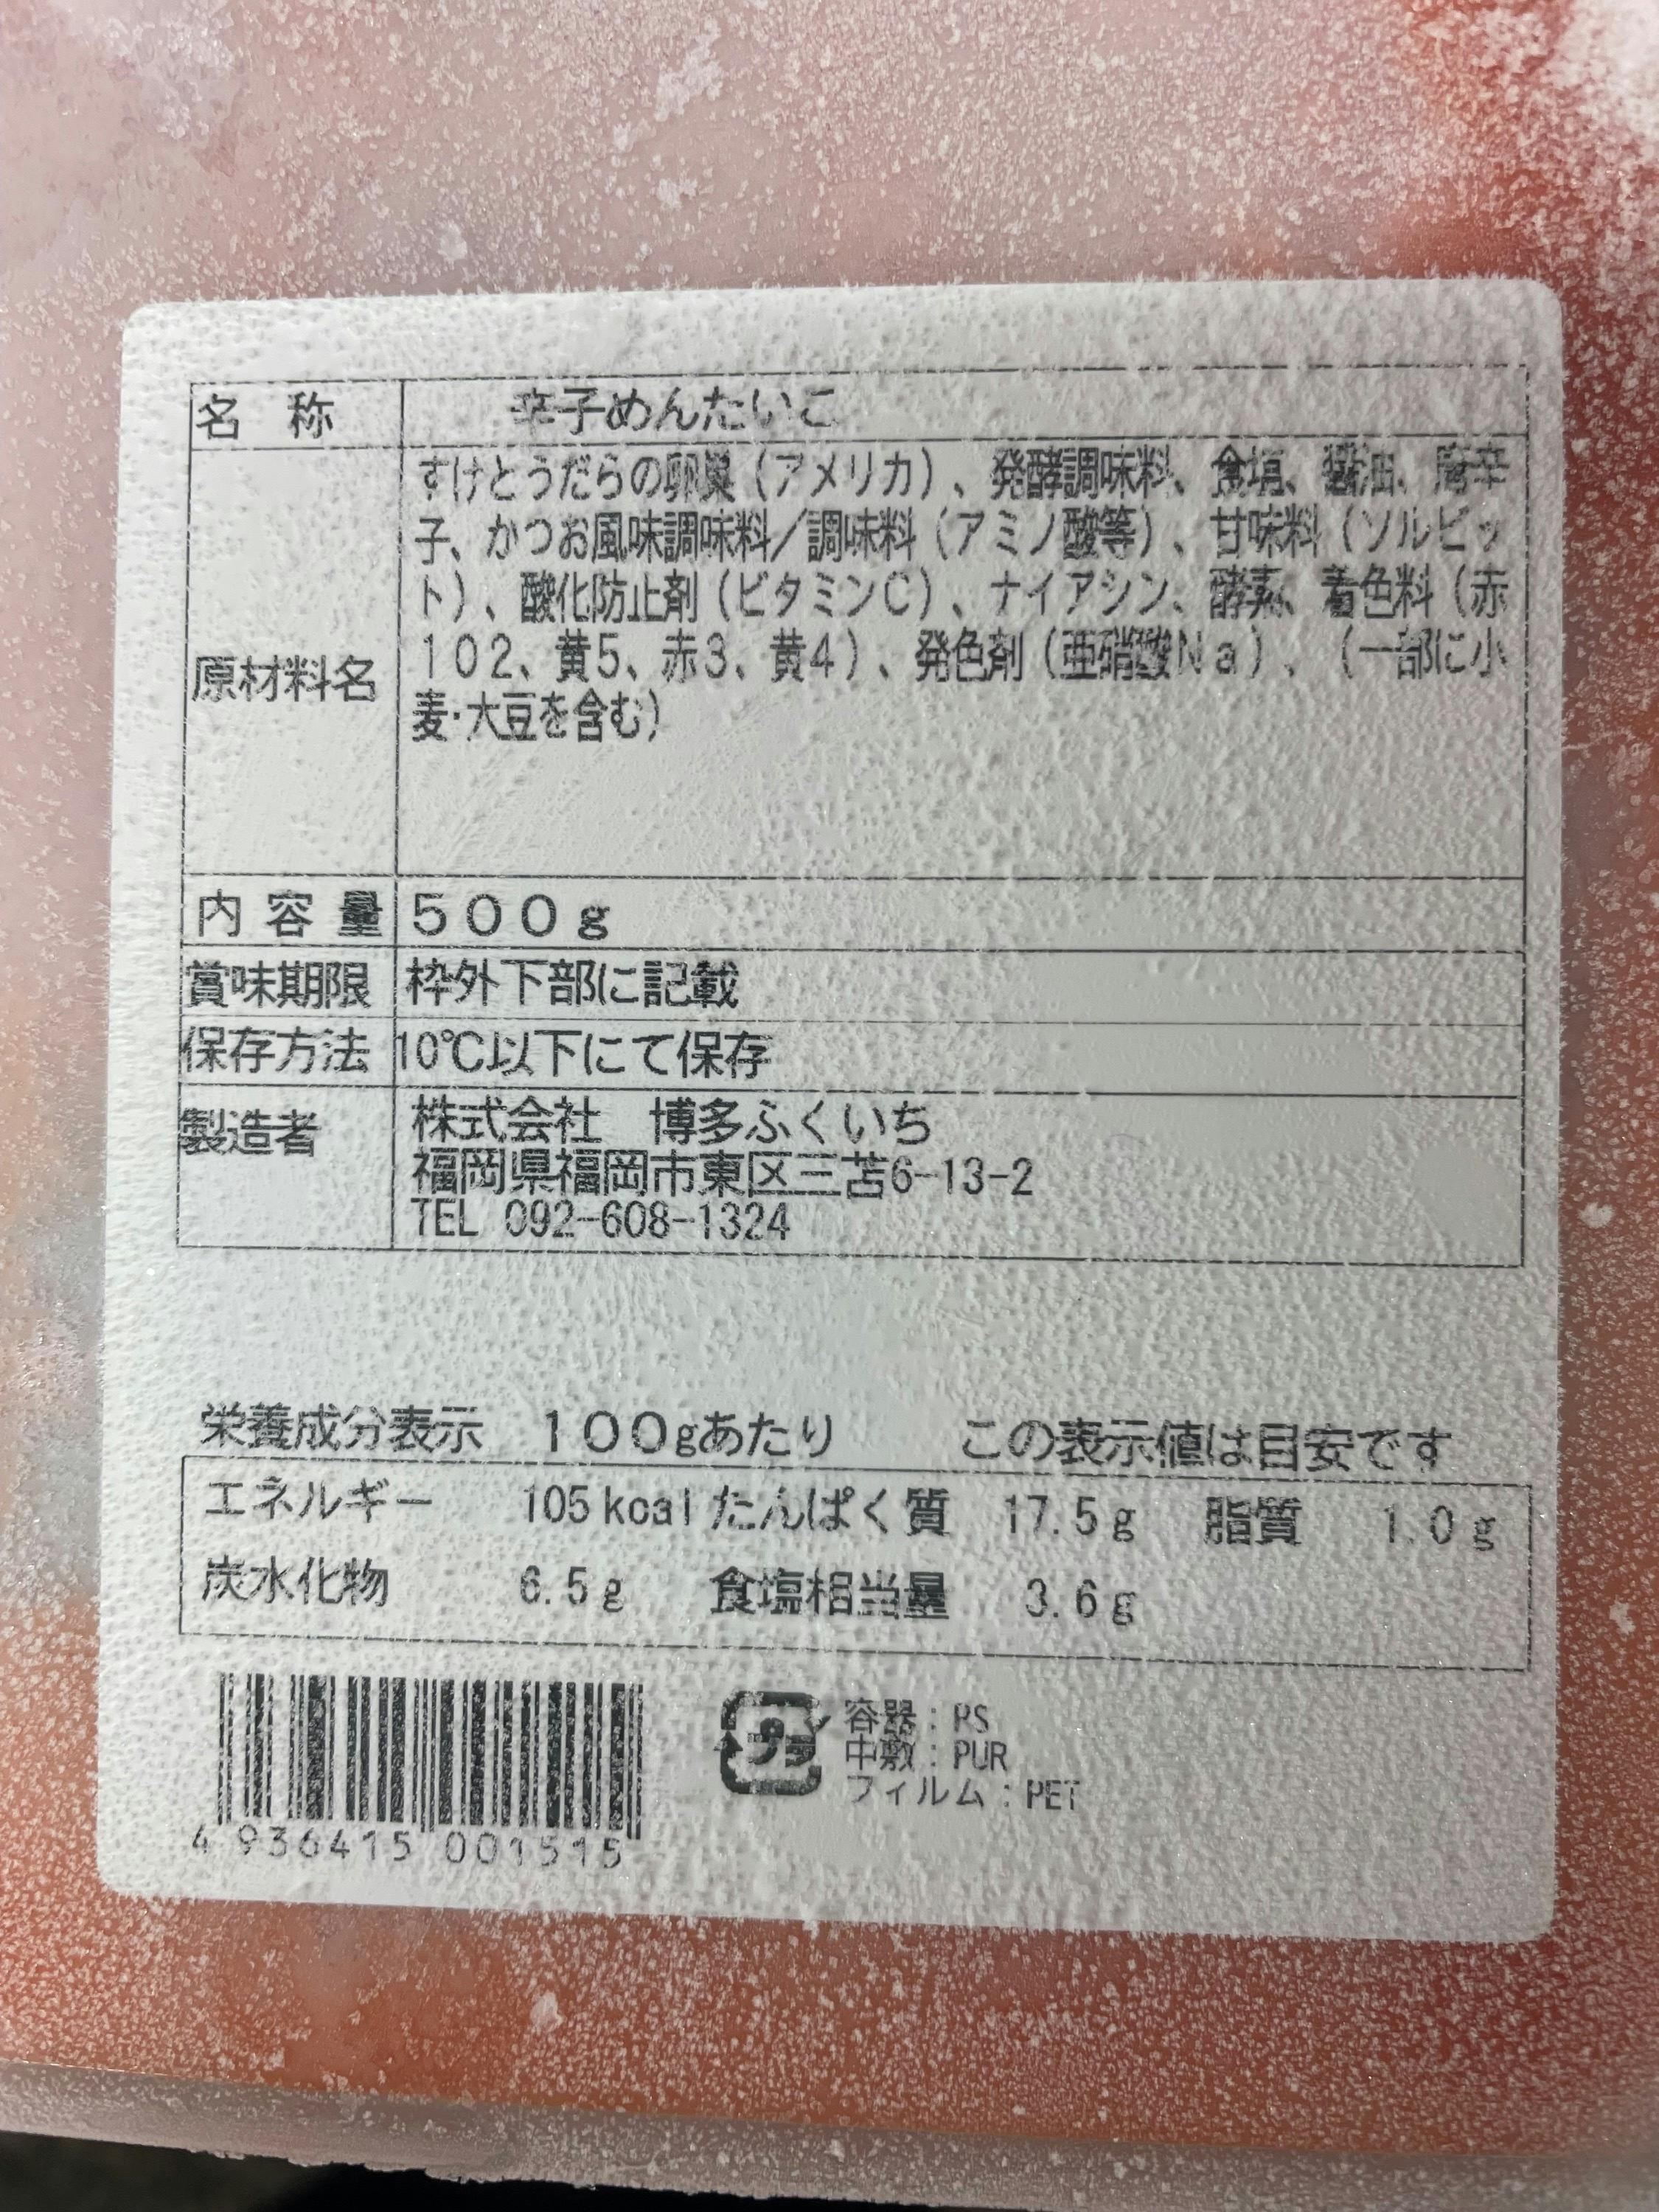 名 称 辛子めんたいこ
原材料名
すけとうだらの卵巣（アメリカ）、発酵調味料、食塩、醤油、唐辛
子、かつお風味調味料／調味料（アミノ酸等）、甘味料（ソルビッ
ト）、酸化防止剤（ビタミンC）、ナイアシン、酵素、着色料（赤
１０２、黄５、赤３、黄４）、発色剤（亜硝酸Ｎａ）、（一部に小
麦・大豆を含む）
内 容 量 ５００ｇ
賞味期限 枠外下部に記載
保存方法 10℃以下にて保存
製造者 株式会社　博多ふくいち
福岡県福岡市東区三苫6-13-2
TEL 092-608-1324
栄養成分表示 １００gあたり この表示値は目安です
エネルギー 105kcal たんぱく質 17.5g 脂質 1.0g
炭水化物 6.5g 食塩相当量 3.6g
4 936415 001515
プラ
容器：PS
中敷：PUR
フィルム：PET